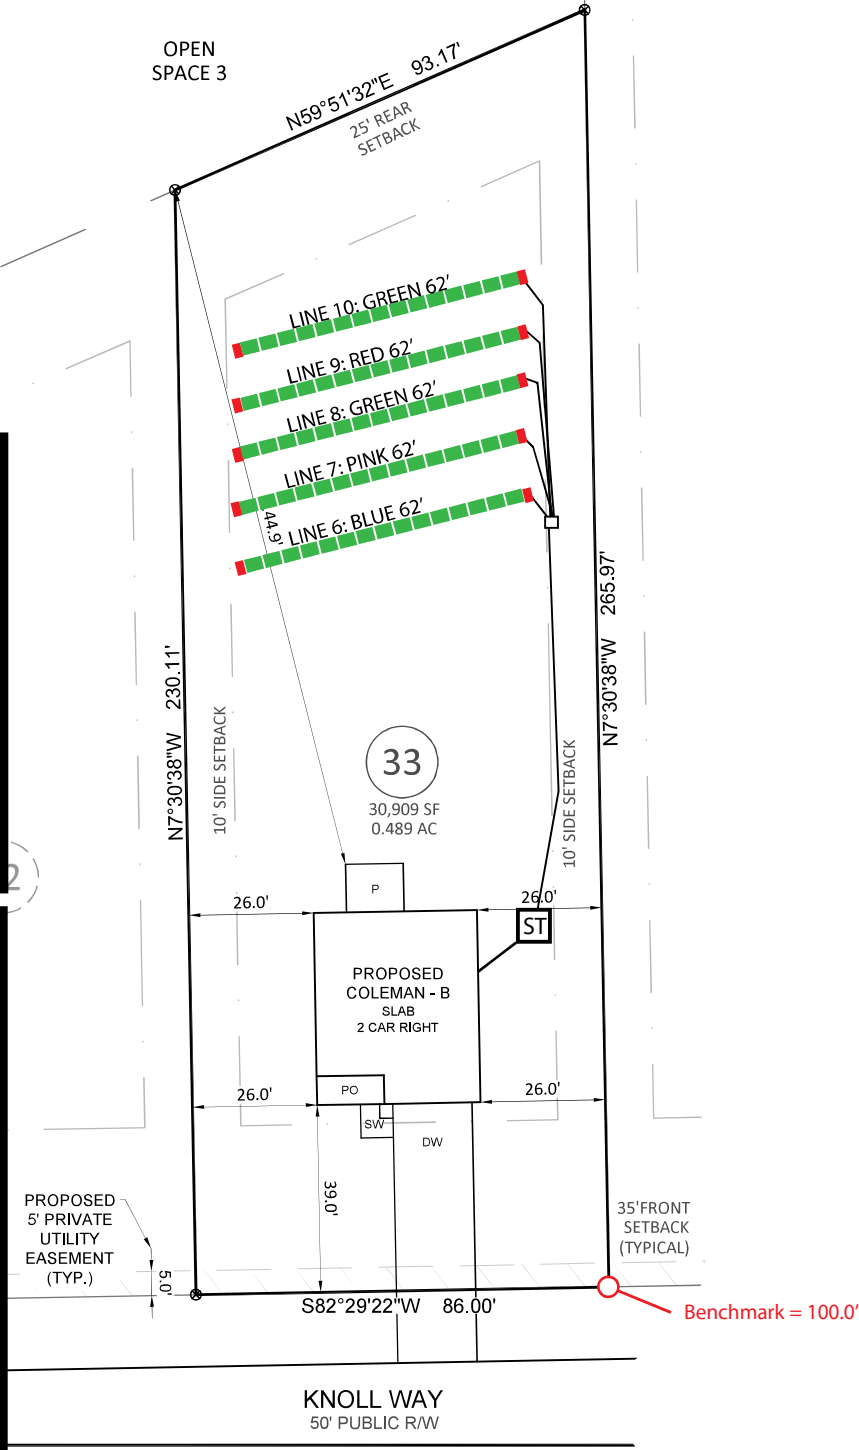 OPEN
SPACE 3
N59°51'32"E 93.17'
25' REAR
SETBACK
LINE 10: GREEN 62'
LINE 9: RED 62'
LINE 8: GREEN 62'
LINE 7: PINK 62'
LINE 6: BLUE 62'
44.9'
N7°30'38"W 230.11'
N7°30'38"W 265.97'
10' SIDE SETBACK
10' SIDE SETBACK
33
30,909 SF
0.489 AC
2
P
26.0'
26.0'
ST
PROPOSED
COLEMAN - B
SLAB
2 CAR RIGHT
PO
26.0'
26.0'
SW
DW
39.0'
PROPOSED
5' PRIVATE
UTILITY
EASEMENT
(TYP.)
5.0'
35'FRONT
SETBACK
(TYPICAL)
S82°29'22"W 86.00'
Benchmark = 100.0'
KNOLL WAY
50' PUBLIC R/W